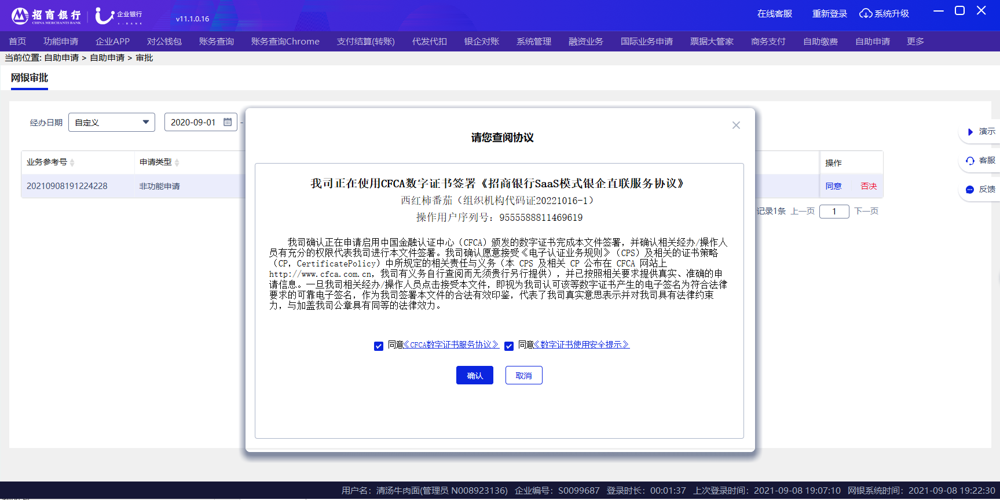 招商银行 企业银行
CHINA MERCHANTS BANK U-BANK
v11.1.0.16
在线客服 重新登录 系统升级
首页 功能申请 企业APP 对公钱包 账务查询 账务查询Chrome 支付结算(转账) 代发代扣 银企对账 系统管理 融资业务 国际业务申请 票据大管家 商务支付 自助缴费 自助申请 更多
当前位置: 自助申请 > 自助申请 > 审批
网银审批
经办日期 自定义 2020-09-01 -
业务参考号 申请类型 操作
20210908191224228 非功能申请 同意 否决
记录1条 上一页 1 下一页
演示
客服
反馈
请您查阅协议
我司正在使用CFCA数字证书签署《招商银行SaaS模式银企直联服务协议》
西红柿番茄（组织机构代码证20221016-1）
操作用户序列号：9555588811469619
我司确认正在申请启用中国金融认证中心（CFCA）颁发的数字证书完成本文件签署，并确认相关经办/操作人
员有充分的权限代表我司进行本文件签署。我司确认愿意接受《电子认证业务规则》（CPS）及相关的证书策略
（CP，CertificatePolicy）中所规定的相关责任与义务（本 CPS 及相关 CP 公布在 CFCA 网站上
http://www.cfca.com.cn，我司有义务自行查阅而无须贵行另行提供），并已按照相关要求提供真实、准确的申
请信息。一旦我司相关经办/操作人员点击接受本文件，即视为我司认可该等数字证书产生的电子签名为符合法律
要求的可靠电子签名，作为我司签署本文件的合法有效印鉴，代表了我司真实意思表示并对我司具有法律约束
力，与加盖我司公章具有同等的法律效力。
同意《CFCA数字证书服务协议》 同意《数字证书使用安全提示》
确认 取消
用户名：清汤牛肉面(管理员 N008923136) 企业编号：S0099687 登录时长：00:01:37 上次登录时间：2021-09-08 19:07:10 网银系统时间：2021-09-08 19:22:30